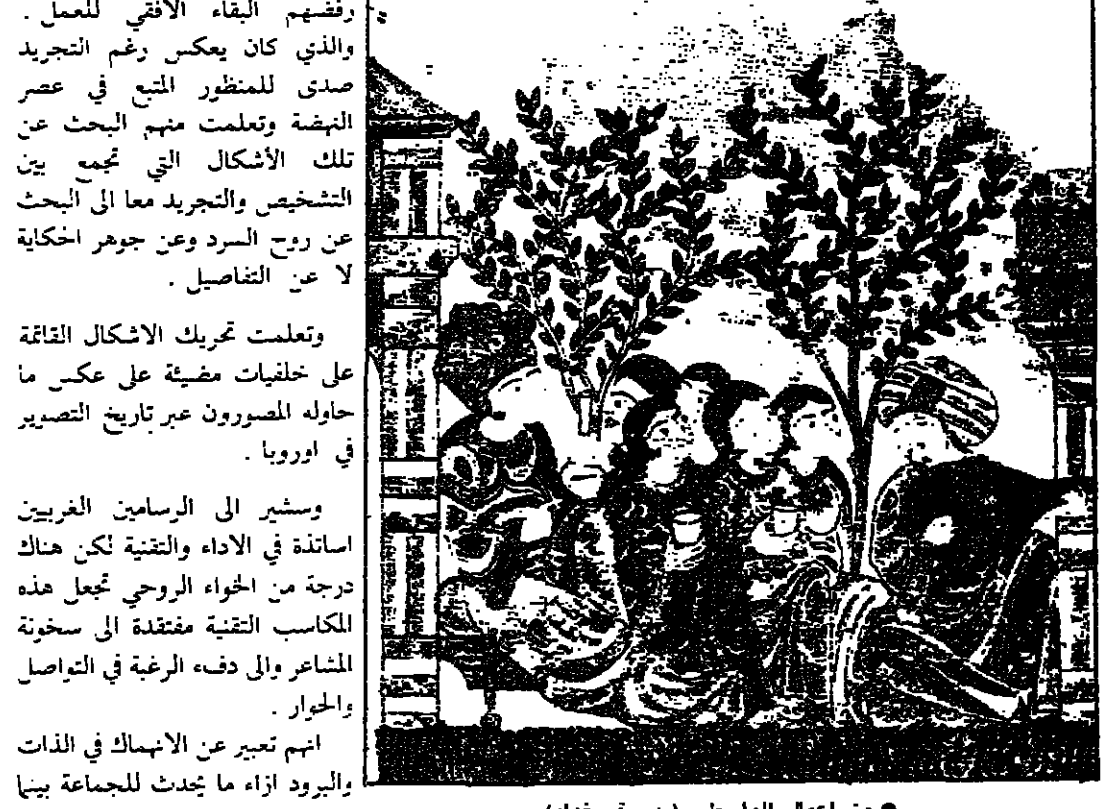 رفضهم البقاء الأفقي للعمل .
والذي كان يعكس رغم التجريد
صدى للمنظور المتبع في عصر
النهضة وتعلمت منهم البحث عن
تلك الأشكال التي تجمع بين
التشخيص والتجريد معا الى البحث
عن روح السرد وعن جوهر الحكاية
لا عن التفاصيل .
وتعلمت تحريك الاشكال القاتمة
على خلفيات مضيئة على عكس ما
حاوله المصورون عبر تاريخ التصوير
في اوروبا .
وسشير الى الرسامين الغربيين
اساتذة في الاداء والتقنية لكن هناك
درجة من الخواء الروحي تجعل هذه
المكاسب التقنية مفتقدة الى سخونة
المشاعر والى دفء الرغبة في التواصل
والحوار .
انهم تعبير عن الانهماك في الذات
والبرود ازاء ما يحدث للجماعة بينما